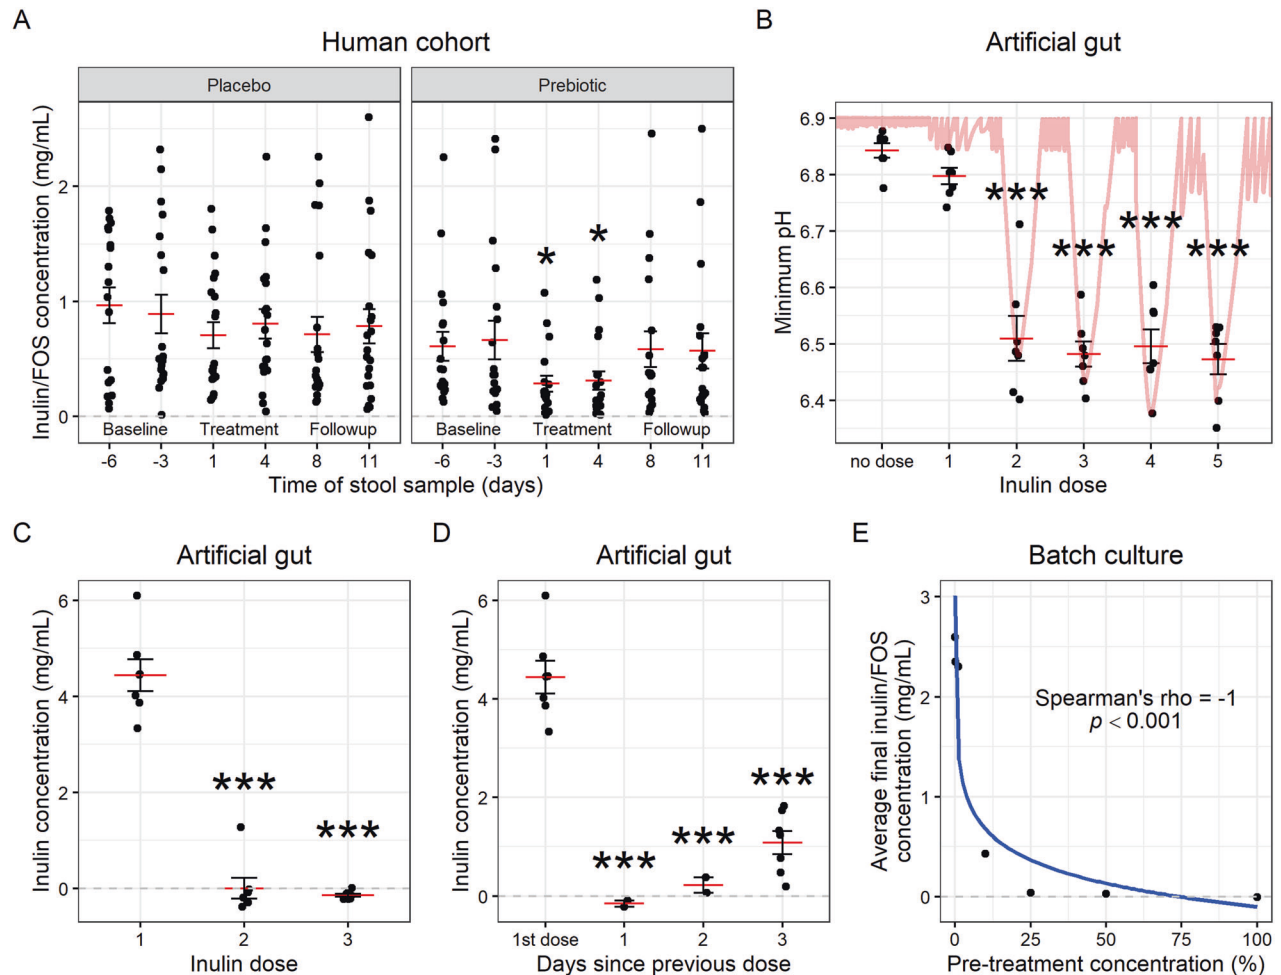 A
Human cohort
Placebo
Prebiotic
Inulin/FOS concentration (mg/mL)
2
1
0
*
*
Baseline Treatment Followup
Baseline Treatment Followup
-6 -3 1 4 8 11
-6 -3 1 4 8 11
Time of stool sample (days)
B
Artificial gut
Minimum pH
6.9
6.8
6.7
6.6
6.5
6.4
***
***
***
***
no dose 1 2 3 4 5
Inulin dose
C
Artificial gut
Inulin concentration (mg/mL)
6
4
2
0
***
***
1 2 3
Inulin dose
D
Artificial gut
Inulin concentration (mg/mL)
6
4
2
0
***
***
***
1st dose 1 2 3
Days since previous dose
E
Batch culture
Average final inulin/FOS
concentration (mg/mL)
3
2
1
0
Spearman's rho = -1
p < 0.001
0 25 50 75 100
Pre-treatment concentration (%)